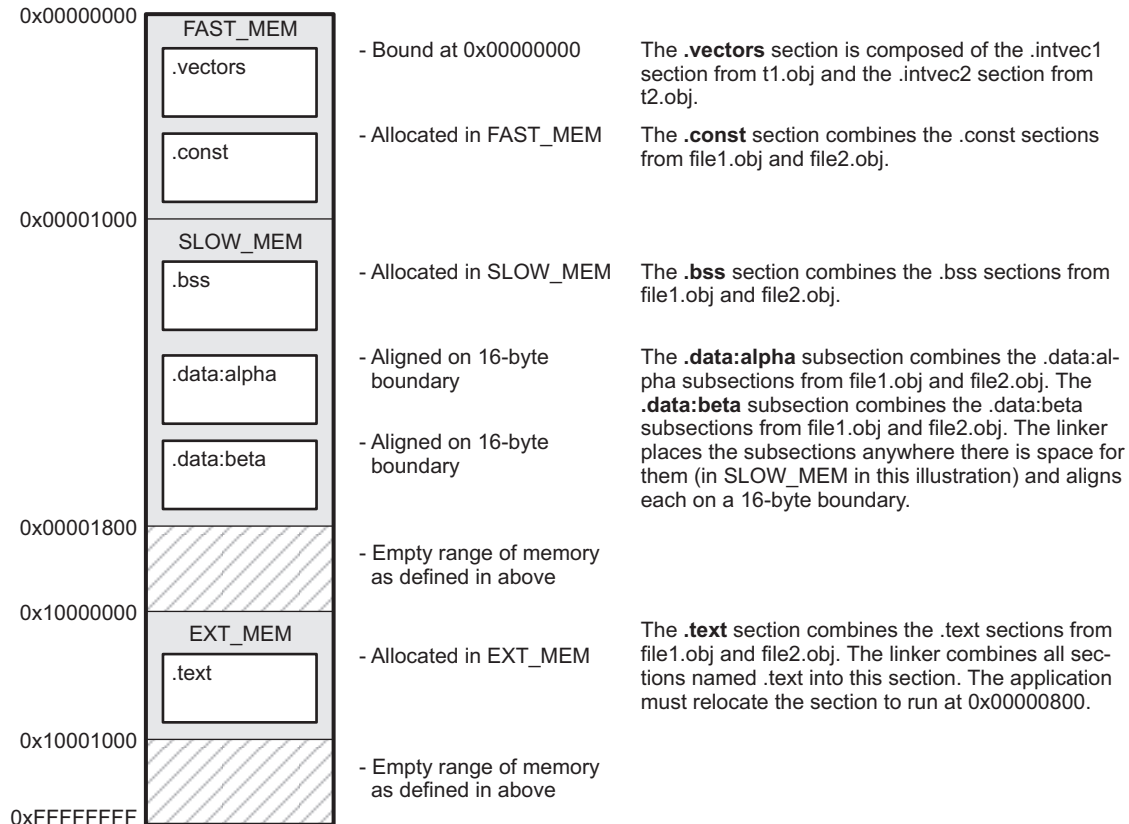 0x00000000
FAST_MEM
.vectors
- Bound at 0x00000000
The .vectors section is composed of the .intvec1
section from t1.obj and the .intvec2 section from
t2.obj.
.const
- Allocated in FAST_MEM
The .const section combines the .const sections
from file1.obj and file2.obj.
0x00001000
SLOW_MEM
.bss
- Allocated in SLOW_MEM
The .bss section combines the .bss sections from
file1.obj and file2.obj.
.data:alpha
- Aligned on 16-byte
boundary
.data:beta
- Aligned on 16-byte
boundary
The .data:alpha subsection combines the .data:al-
pha subsections from file1.obj and file2.obj. The
.data:beta subsection combines the .data:beta
subsections from file1.obj and file2.obj. The linker
places the subsections anywhere there is space for
them (in SLOW_MEM in this illustration) and aligns
each on a 16-byte boundary.
0x00001800
- Empty range of memory
as defined in above
0x10000000
EXT_MEM
.text
- Allocated in EXT_MEM
The .text section combines the .text sections from
file1.obj and file2.obj. The linker combines all sec-
tions named .text into this section. The application
must relocate the section to run at 0x00000800.
0x10001000
- Empty range of memory
as defined in above
0xFFFFFFFF